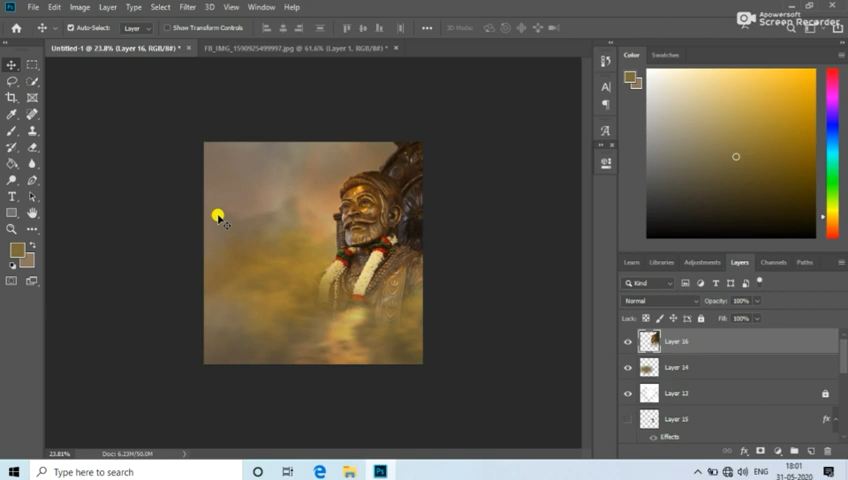 File Edit Image Layer Type Select Filter 3D View Window Help
Apowersoft
Screen Recorder
Auto-Select: Layer Show Transform Controls 3D Mode:
Untitled-1 @ 23.8% (Layer 16, RGB/8#) * × FB_IMG_1590925499997.jpg @ 61.6% (Layer 1, RGB/8#) * ×
Color Swatches
Learn Libraries Adjustments Layers Channels Paths
Kind
Normal Opacity: 100%
Lock: Fill: 100%
Layer 16
Layer 14
Layer 13
Layer 15 fx
Effects
23.81% Doc: 6.23M/50.0M
Type here to search
ENG
18:01
31-05-2020